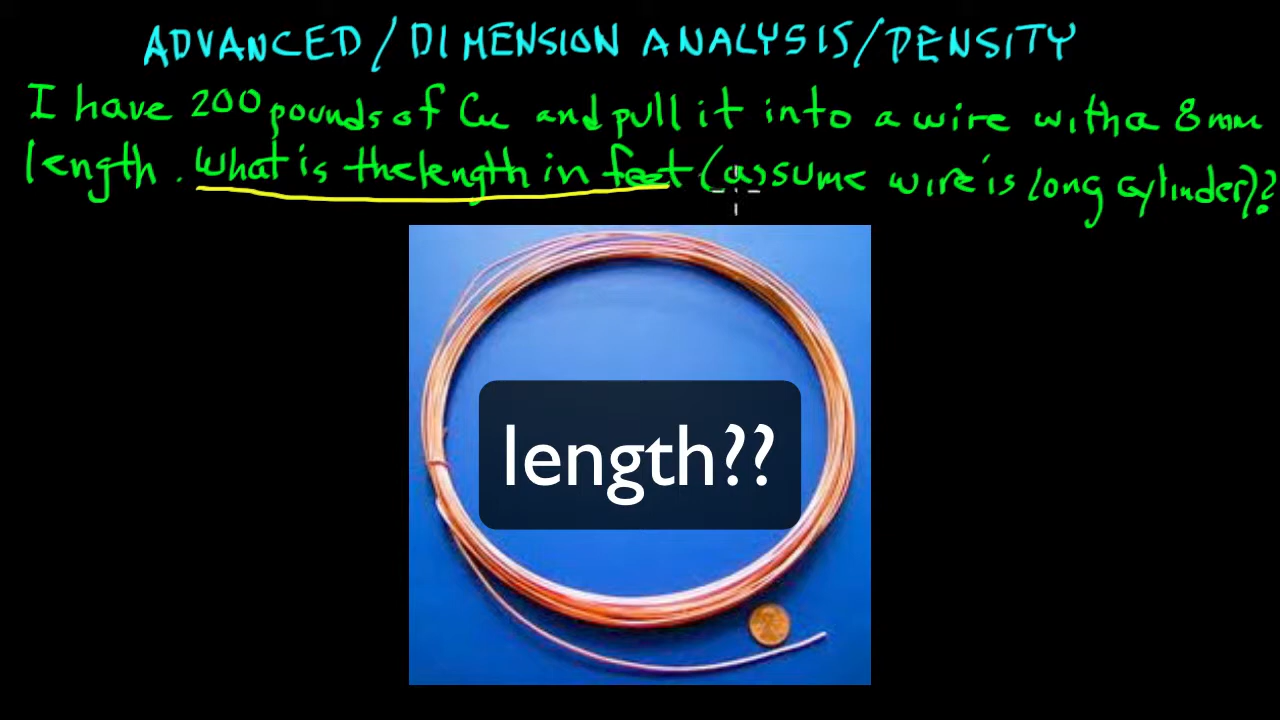 ADVANCED/DIMENSION ANALYSIS/DENSITY
I have 200 pounds of Cu and pull it into a wire with a 8mm
length. What is the length in feet (assume wire is long cylinder)?
length??